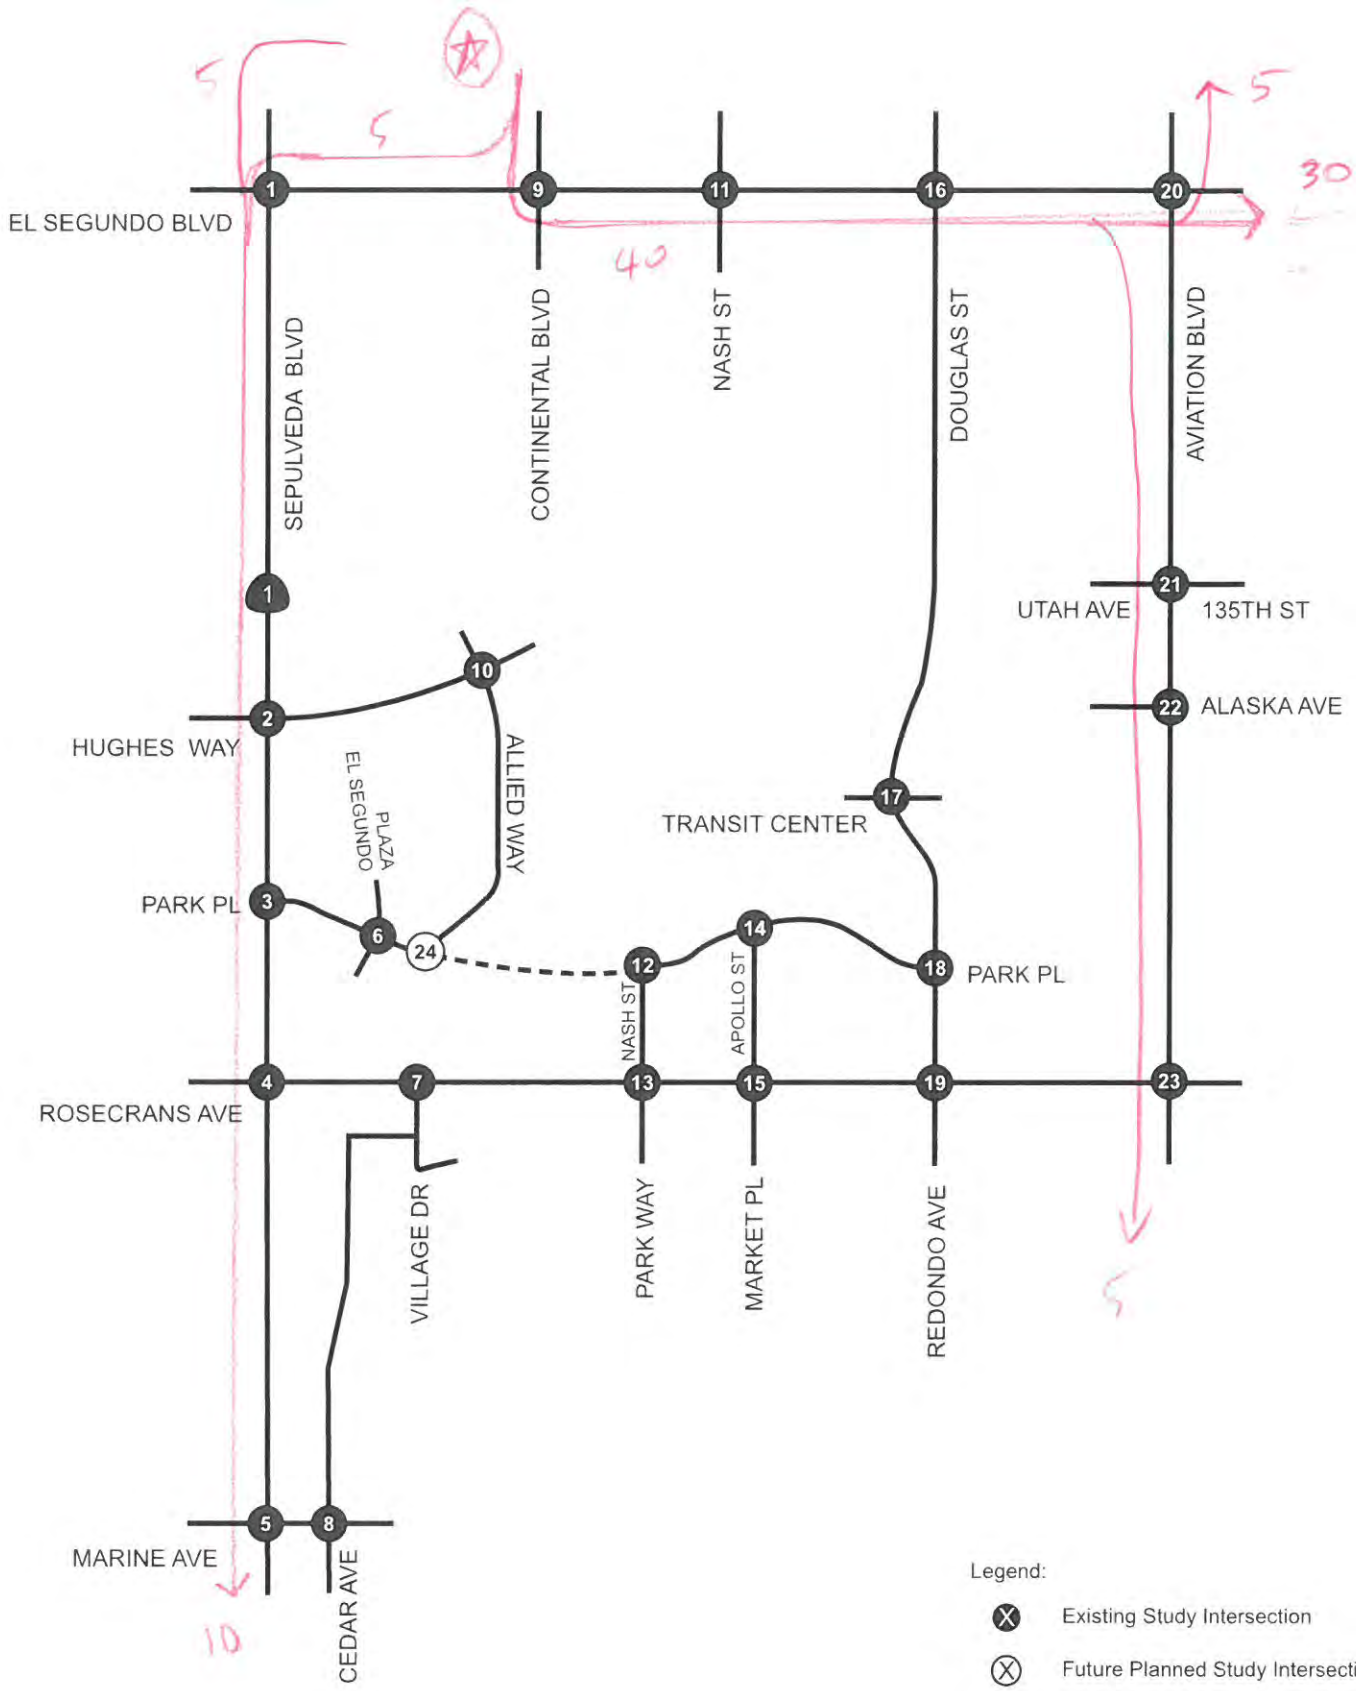 5
5
5
30
1
9
11
16
20
EL SEGUNDO BLVD
40
SEPULVEDA BLVD
CONTINENTAL BLVD
NASH ST
DOUGLAS ST
AVIATION BLVD
1
21
UTAH AVE
135TH ST
10
2
22
ALASKA AVE
HUGHES WAY
PLAZA
EL SEGUNDO
ALLIED WAY
17
TRANSIT CENTER
3
PARK PL
6
24
12
14
18
PARK PL
NASH ST
APOLLO ST
4
7
13
15
19
23
ROSECRANS AVE
VILLAGE DR
PARK WAY
MARKET PL
REDONDO AVE
5
5
8
MARINE AVE
CEDAR AVE
10
Legend:
X Existing Study Intersection
X Future Planned Study Intersecti